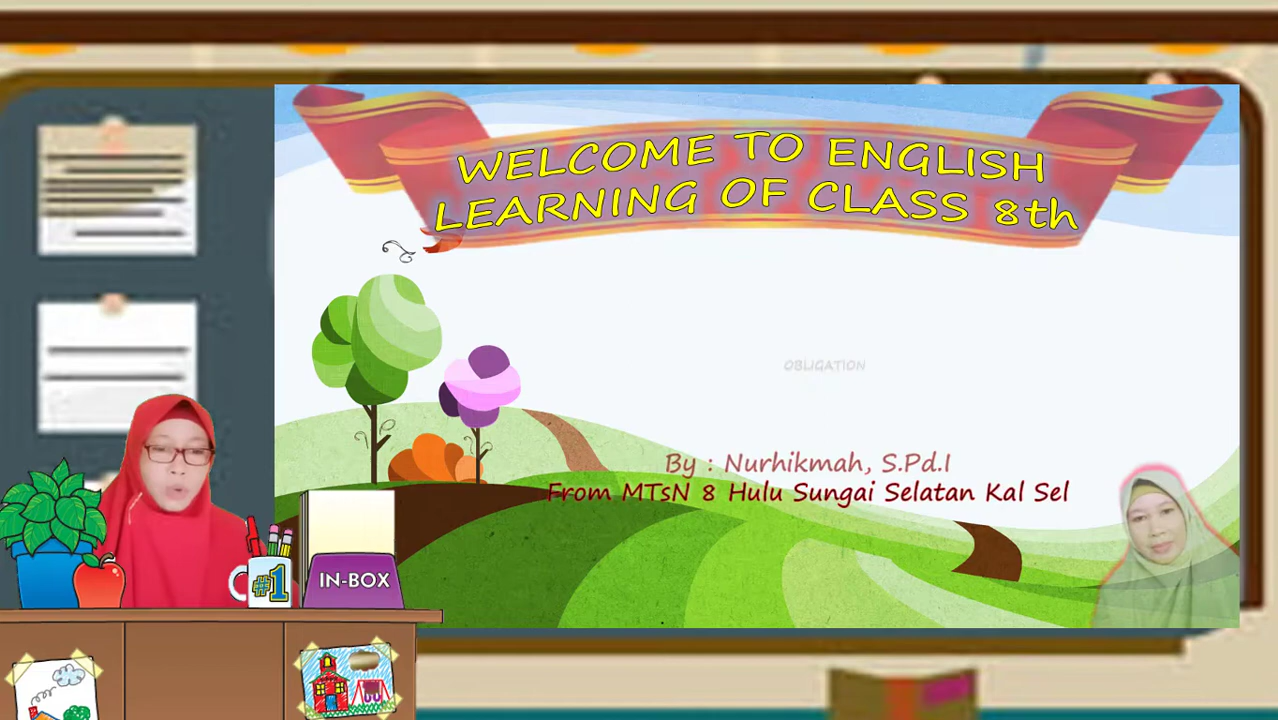 WELCOME TO ENGLISH
LEARNING OF CLASS 8th
OBLIGATION
By : Nurhikmah, S.Pd.I
From MTsN 8 Hulu Sungai Selatan Kal Sel
#1
IN-BOX